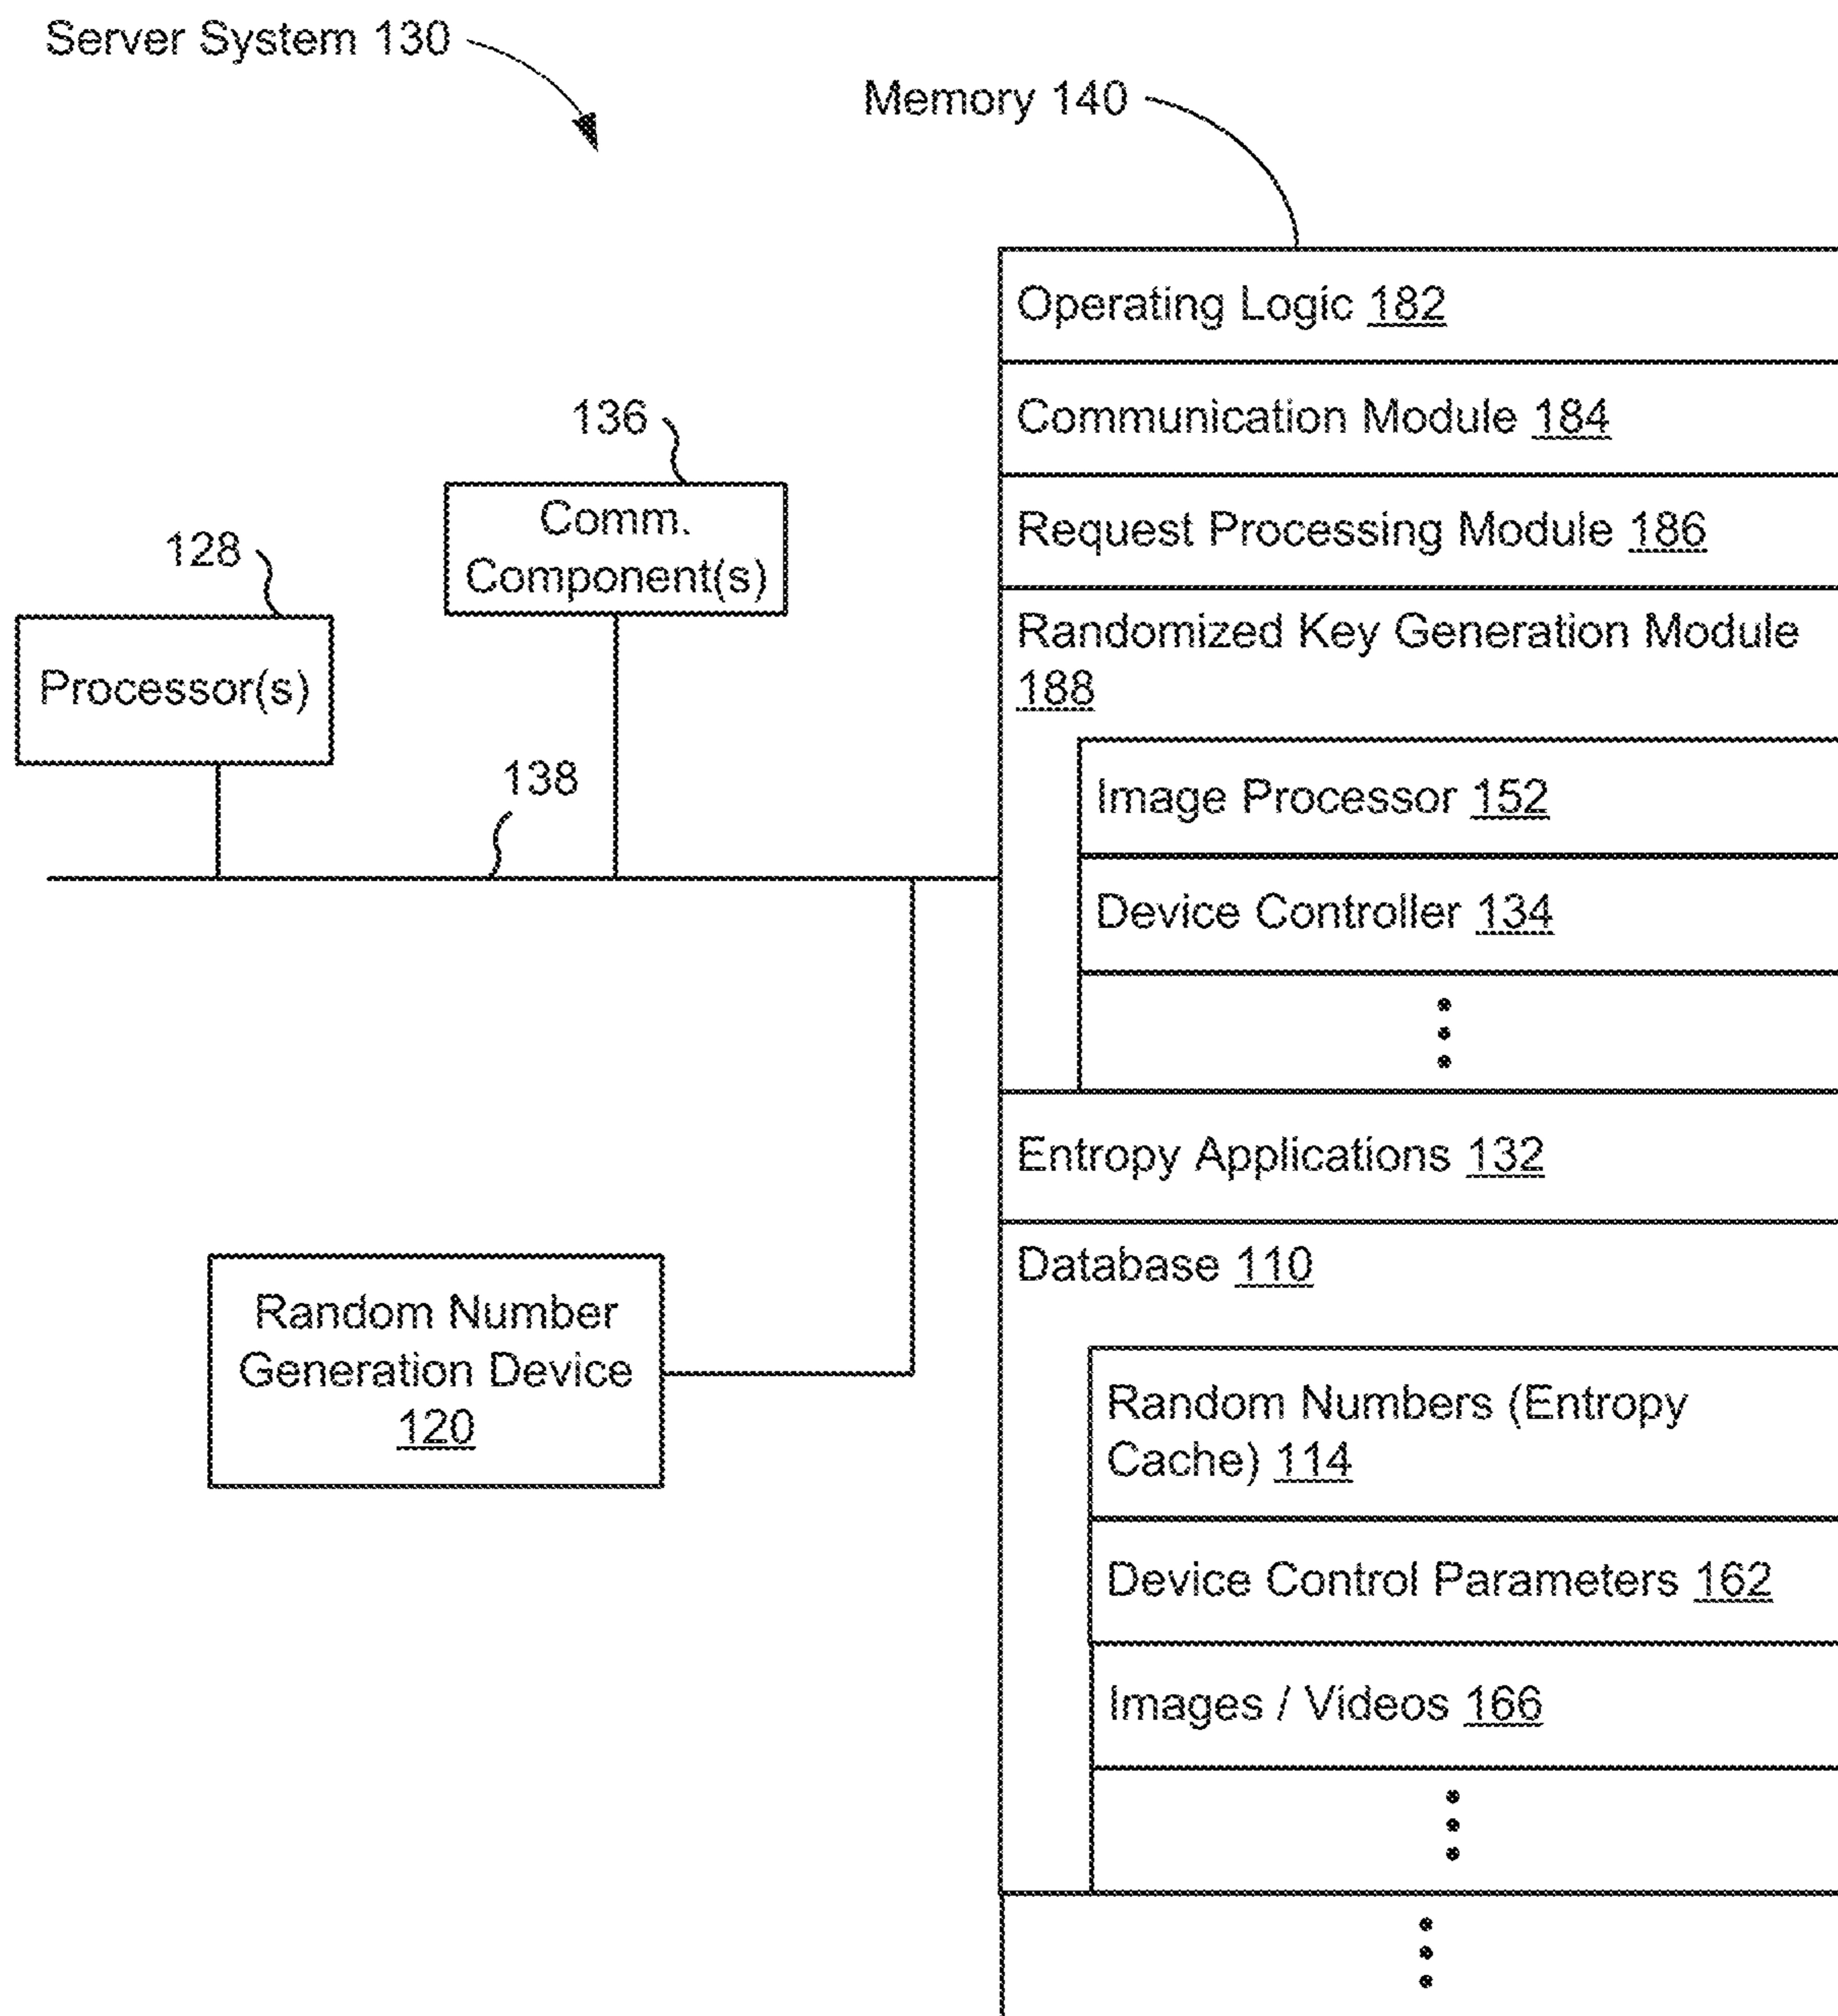 Server System 130
Memory 140
Operating Logic 182
Communication Module 184
136
Comm.
Component(s)
Request Processing Module 186
128
Processor(s)
Randomized Key Generation Module
188
138
Image Processor 152
Device Controller 134
Entropy Applications 132
Database 110
Random Number
Generation Device
120
Random Numbers (Entropy
Cache) 114
Device Control Parameters 162
Images / Videos 166